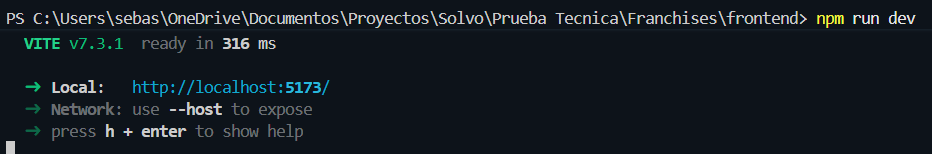 PS C:\Users\sebas\OneDrive\Documentos\Proyectos\Solvo\Prueba Tecnica\Franchises\frontend> npm run dev
VITE v7.3.1 ready in 316 ms
➜ Local: http://localhost:5173/
➜ Network: use --host to expose
➜ press h + enter to show help